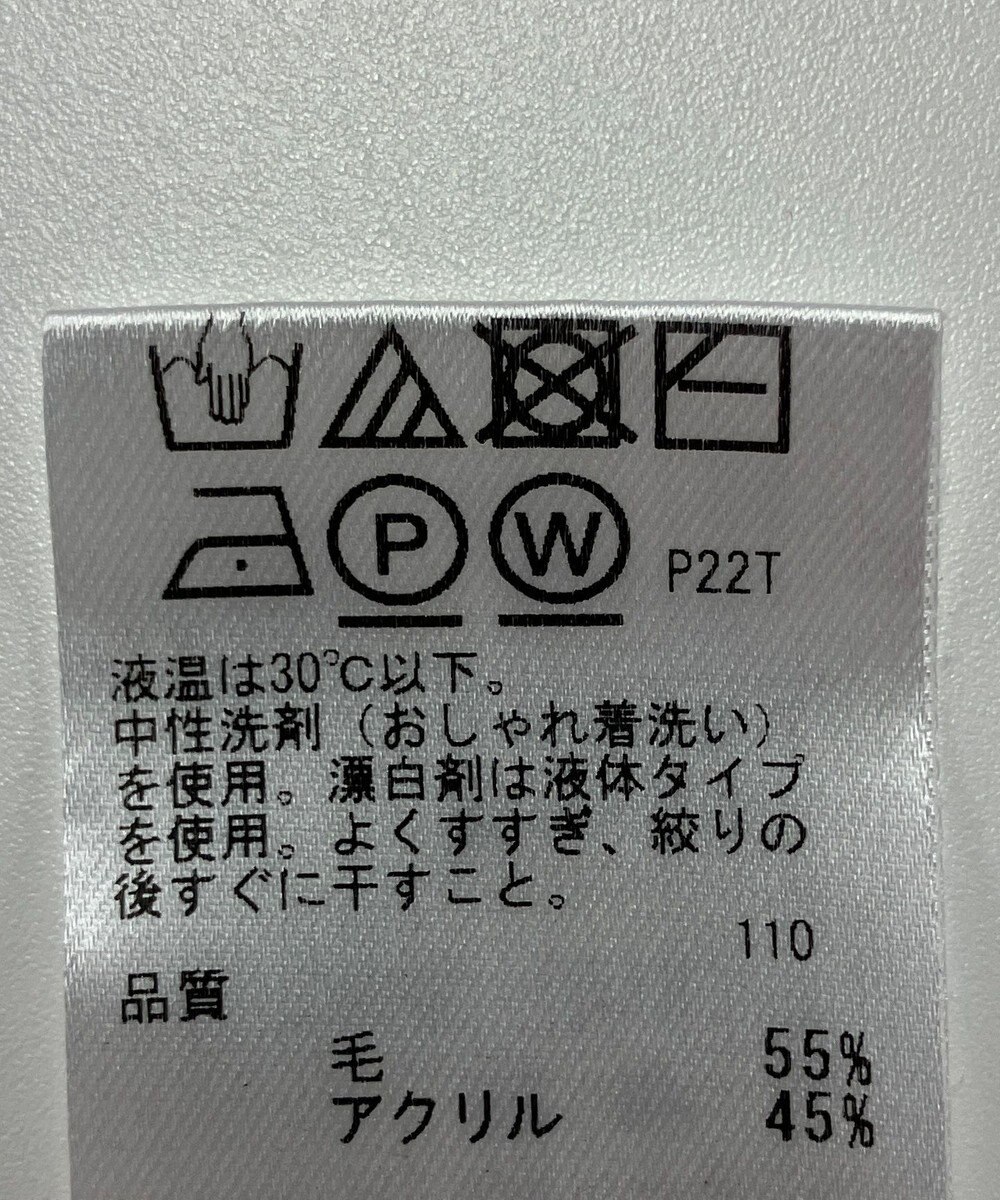 P W P22T
液温は30℃以下。
中性洗剤（おしゃれ着洗い）
を使用。漂白剤は液体タイプ
を使用。よくすすぎ、絞りの
後すぐに干すこと。
110
品質
毛 55%
アクリル 45%